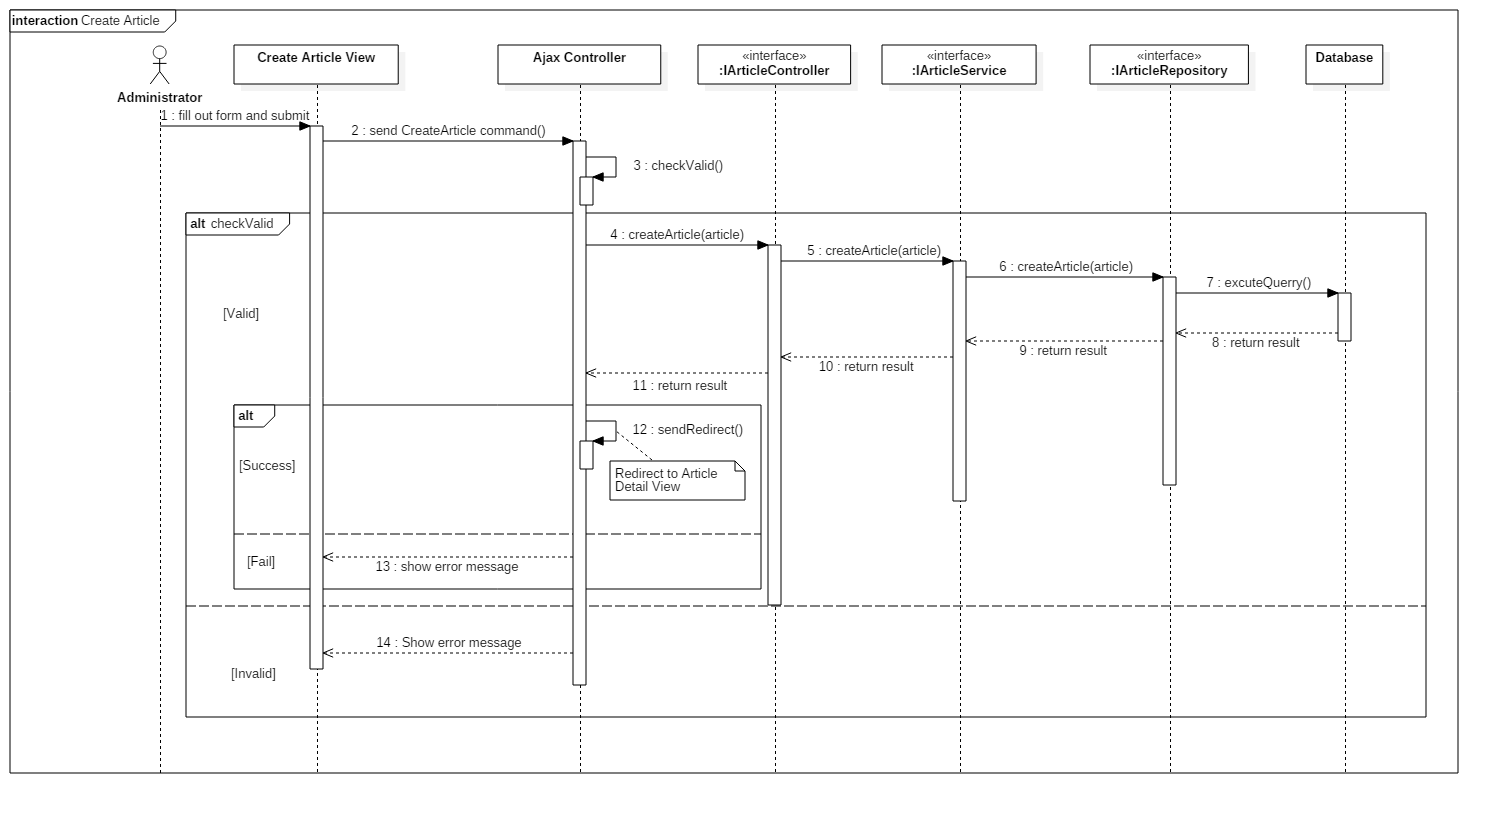 interaction Create Article
Create Article View
Ajax Controller
«interface»
:IArticleController
«interface»
:IArticleService
«interface»
:IArticleRepository
Database
Administrator
1 : fill out form and submit
2 : send CreateArticle command()
3 : checkValid()
alt checkValid
4 : createArticle(article)
5 : createArticle(article)
6 : createArticle(article)
7 : excuteQuerry()
[Valid]
8 : return result
9 : return result
10 : return result
11 : return result
alt
12 : sendRedirect()
[Success]
Redirect to Article
Detail View
[Fail]
13 : show error message
14 : Show error message
[Invalid]